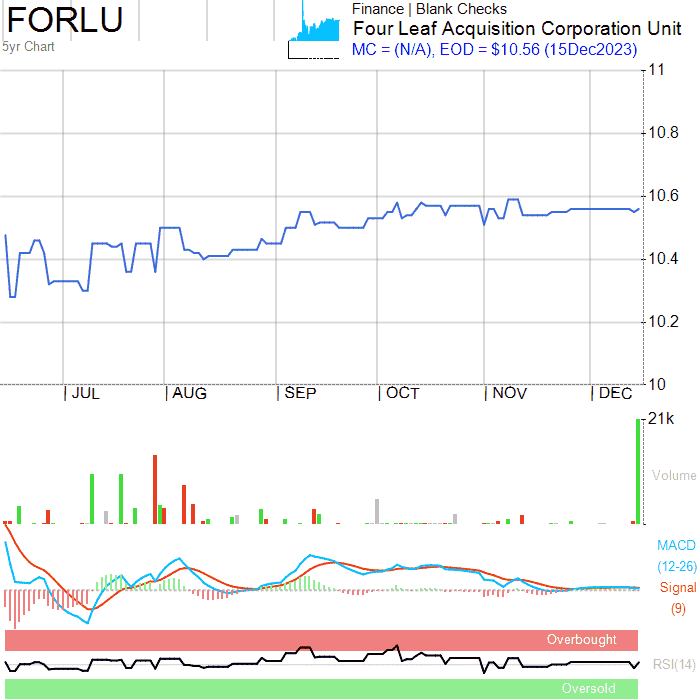 FORLU
5yr Chart
Finance | Blank Checks
Four Leaf Acquisition Corporation Unit
MC = (N/A), EOD = $10.56 (15Dec2023)
11
10.8
10.6
10.4
10.2
10
| JUL | AUG | SEP | OCT | NOV | DEC
21k
Volume
MACD
(12-26)
Signal
(9)
Overbought
RSI(14)
Oversold